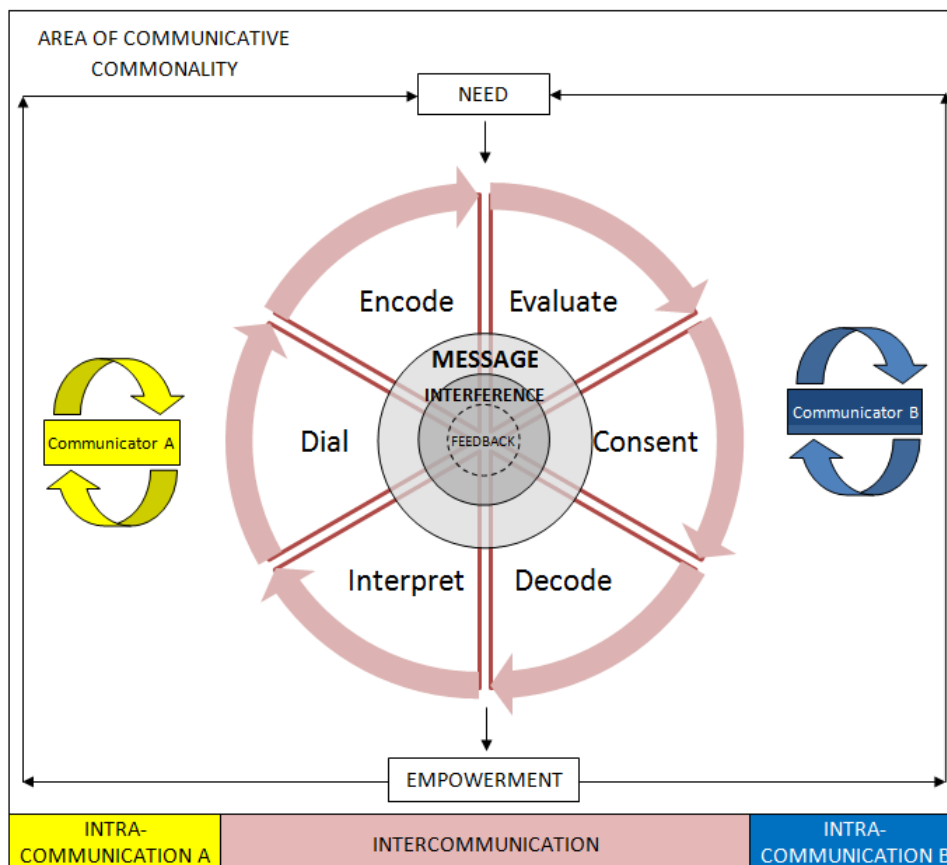 AREA OF COMMUNICATIVE
COMMONALITY
NEED
Encode
Evaluate
MESSAGE
INTERFERENCE
FEEDBACK
Communicator A
Dial
Consent
Communicator B
Interpret
Decode
EMPOWERMENT
INTRA-
COMMUNICATION A
INTERCOMMUNICATION
INTRA-
COMMUNICATION B